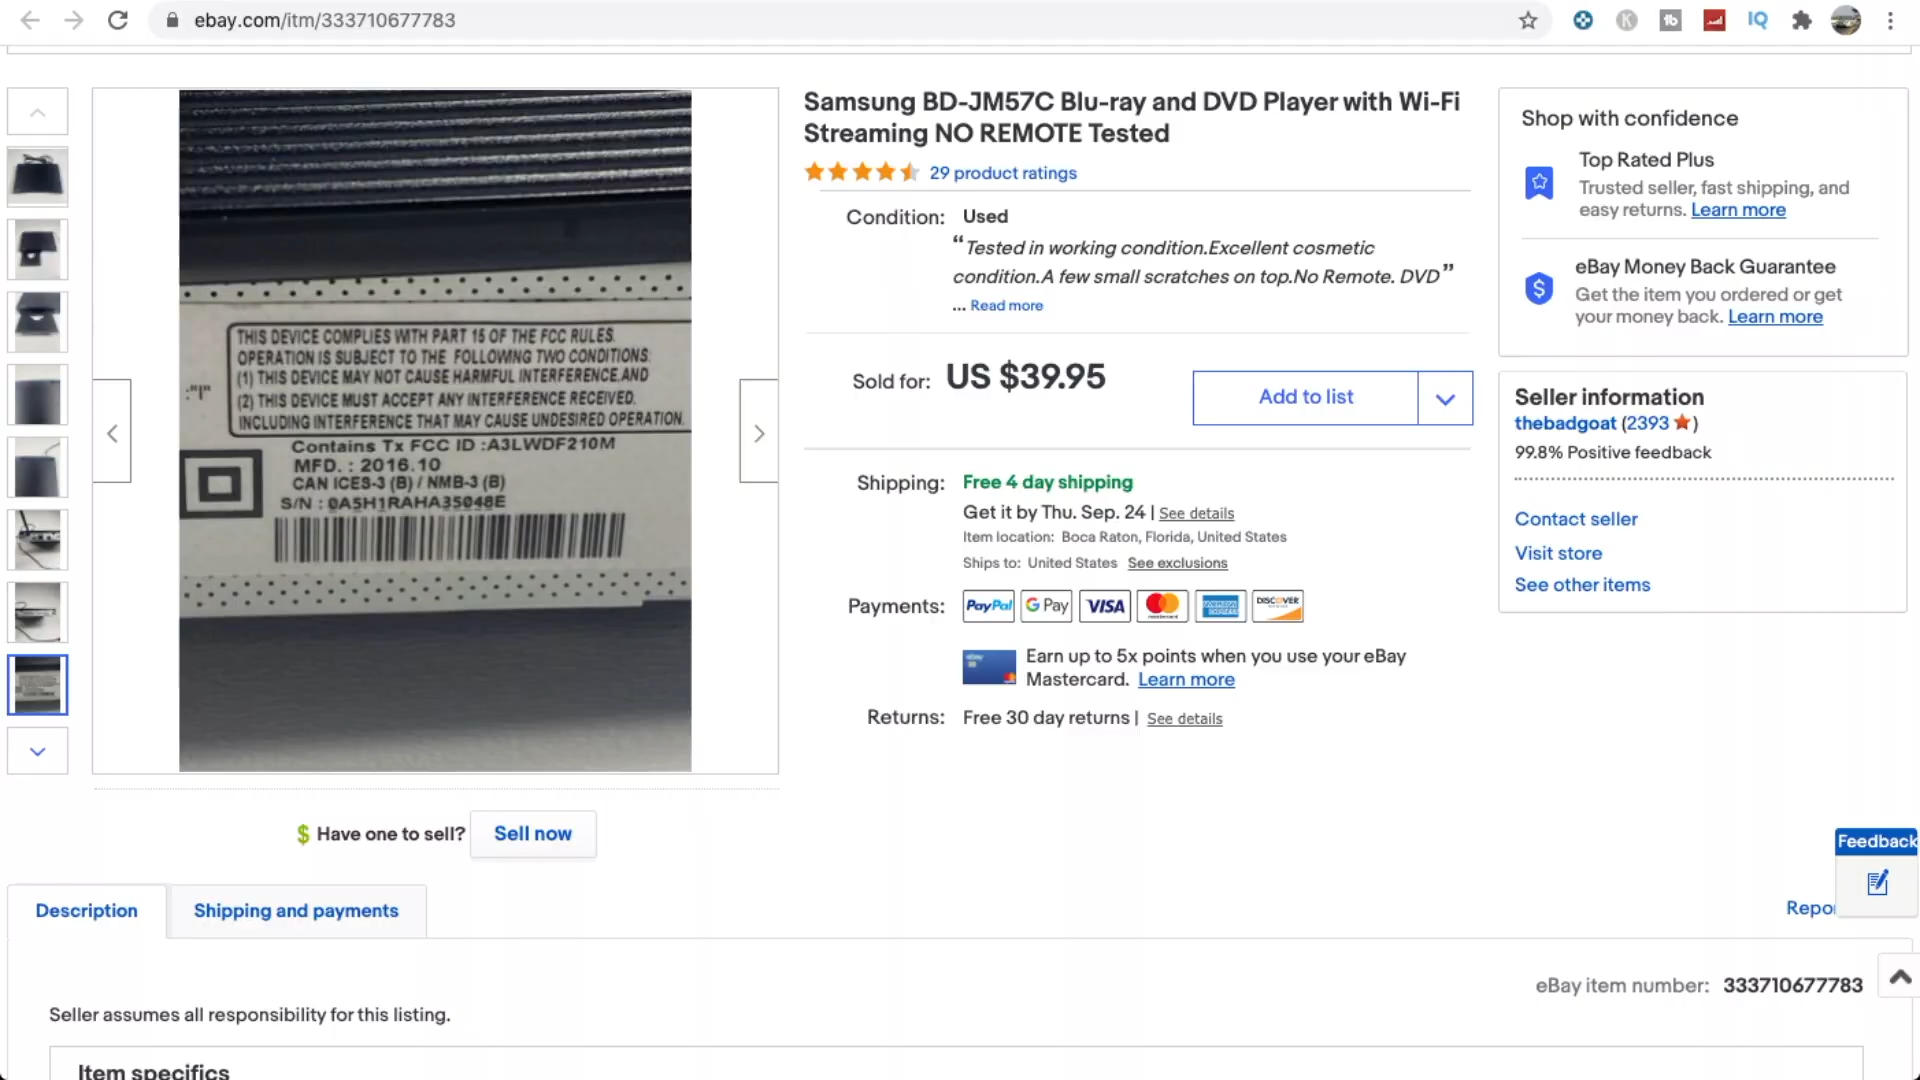 ebay.com/itm/333710677783
IQ
THIS DEVICE COMPLIES WITH PART 15 OF THE FCC RULES.
OPERATION IS SUBJECT TO THE FOLLOWING TWO CONDITIONS:
(1) THIS DEVICE MAY NOT CAUSE HARMFUL INTERFERENCE,AND
(2) THIS DEVICE MUST ACCEPT ANY INTERFERENCE RECEIVED.
INCLUDING INTERFERENCE THAT MAY CAUSE UNDESIRED OPERATION.
Contains Tx FCC ID :A3LWDF210M
MFD. : 2016.10
CAN ICES-3 (B) / NMB-3 (B)
S/N : 0A5H1RAHA35048E
$ Have one to sell? Sell now
Samsung BD-JM57C Blu-ray and DVD Player with Wi-Fi
Streaming NO REMOTE Tested
29 product ratings
Condition: Used
“Tested in working condition.Excellent cosmetic
condition.A few small scratches on top.No Remote. DVD”
... Read more
Sold for: US $39.95
Add to list
Shipping: Free 4 day shipping
Get it by Thu. Sep. 24 | See details
Item location: Boca Raton, Florida, United States
Ships to: United States See exclusions
Payments: PayPal G Pay VISA mastercard AMERICAN EXPRESS DISCOVER
Earn up to 5x points when you use your eBay
Mastercard. Learn more
Returns: Free 30 day returns | See details
Shop with confidence
Top Rated Plus
Trusted seller, fast shipping, and
easy returns. Learn more
eBay Money Back Guarantee
Get the item you ordered or get
your money back. Learn more
Seller information
thebadgoat (2393 )
99.8% Positive feedback
Contact seller
Visit store
See other items
Feedback
Description
Shipping and payments
eBay item number: 333710677783
Seller assumes all responsibility for this listing.
Item specifics